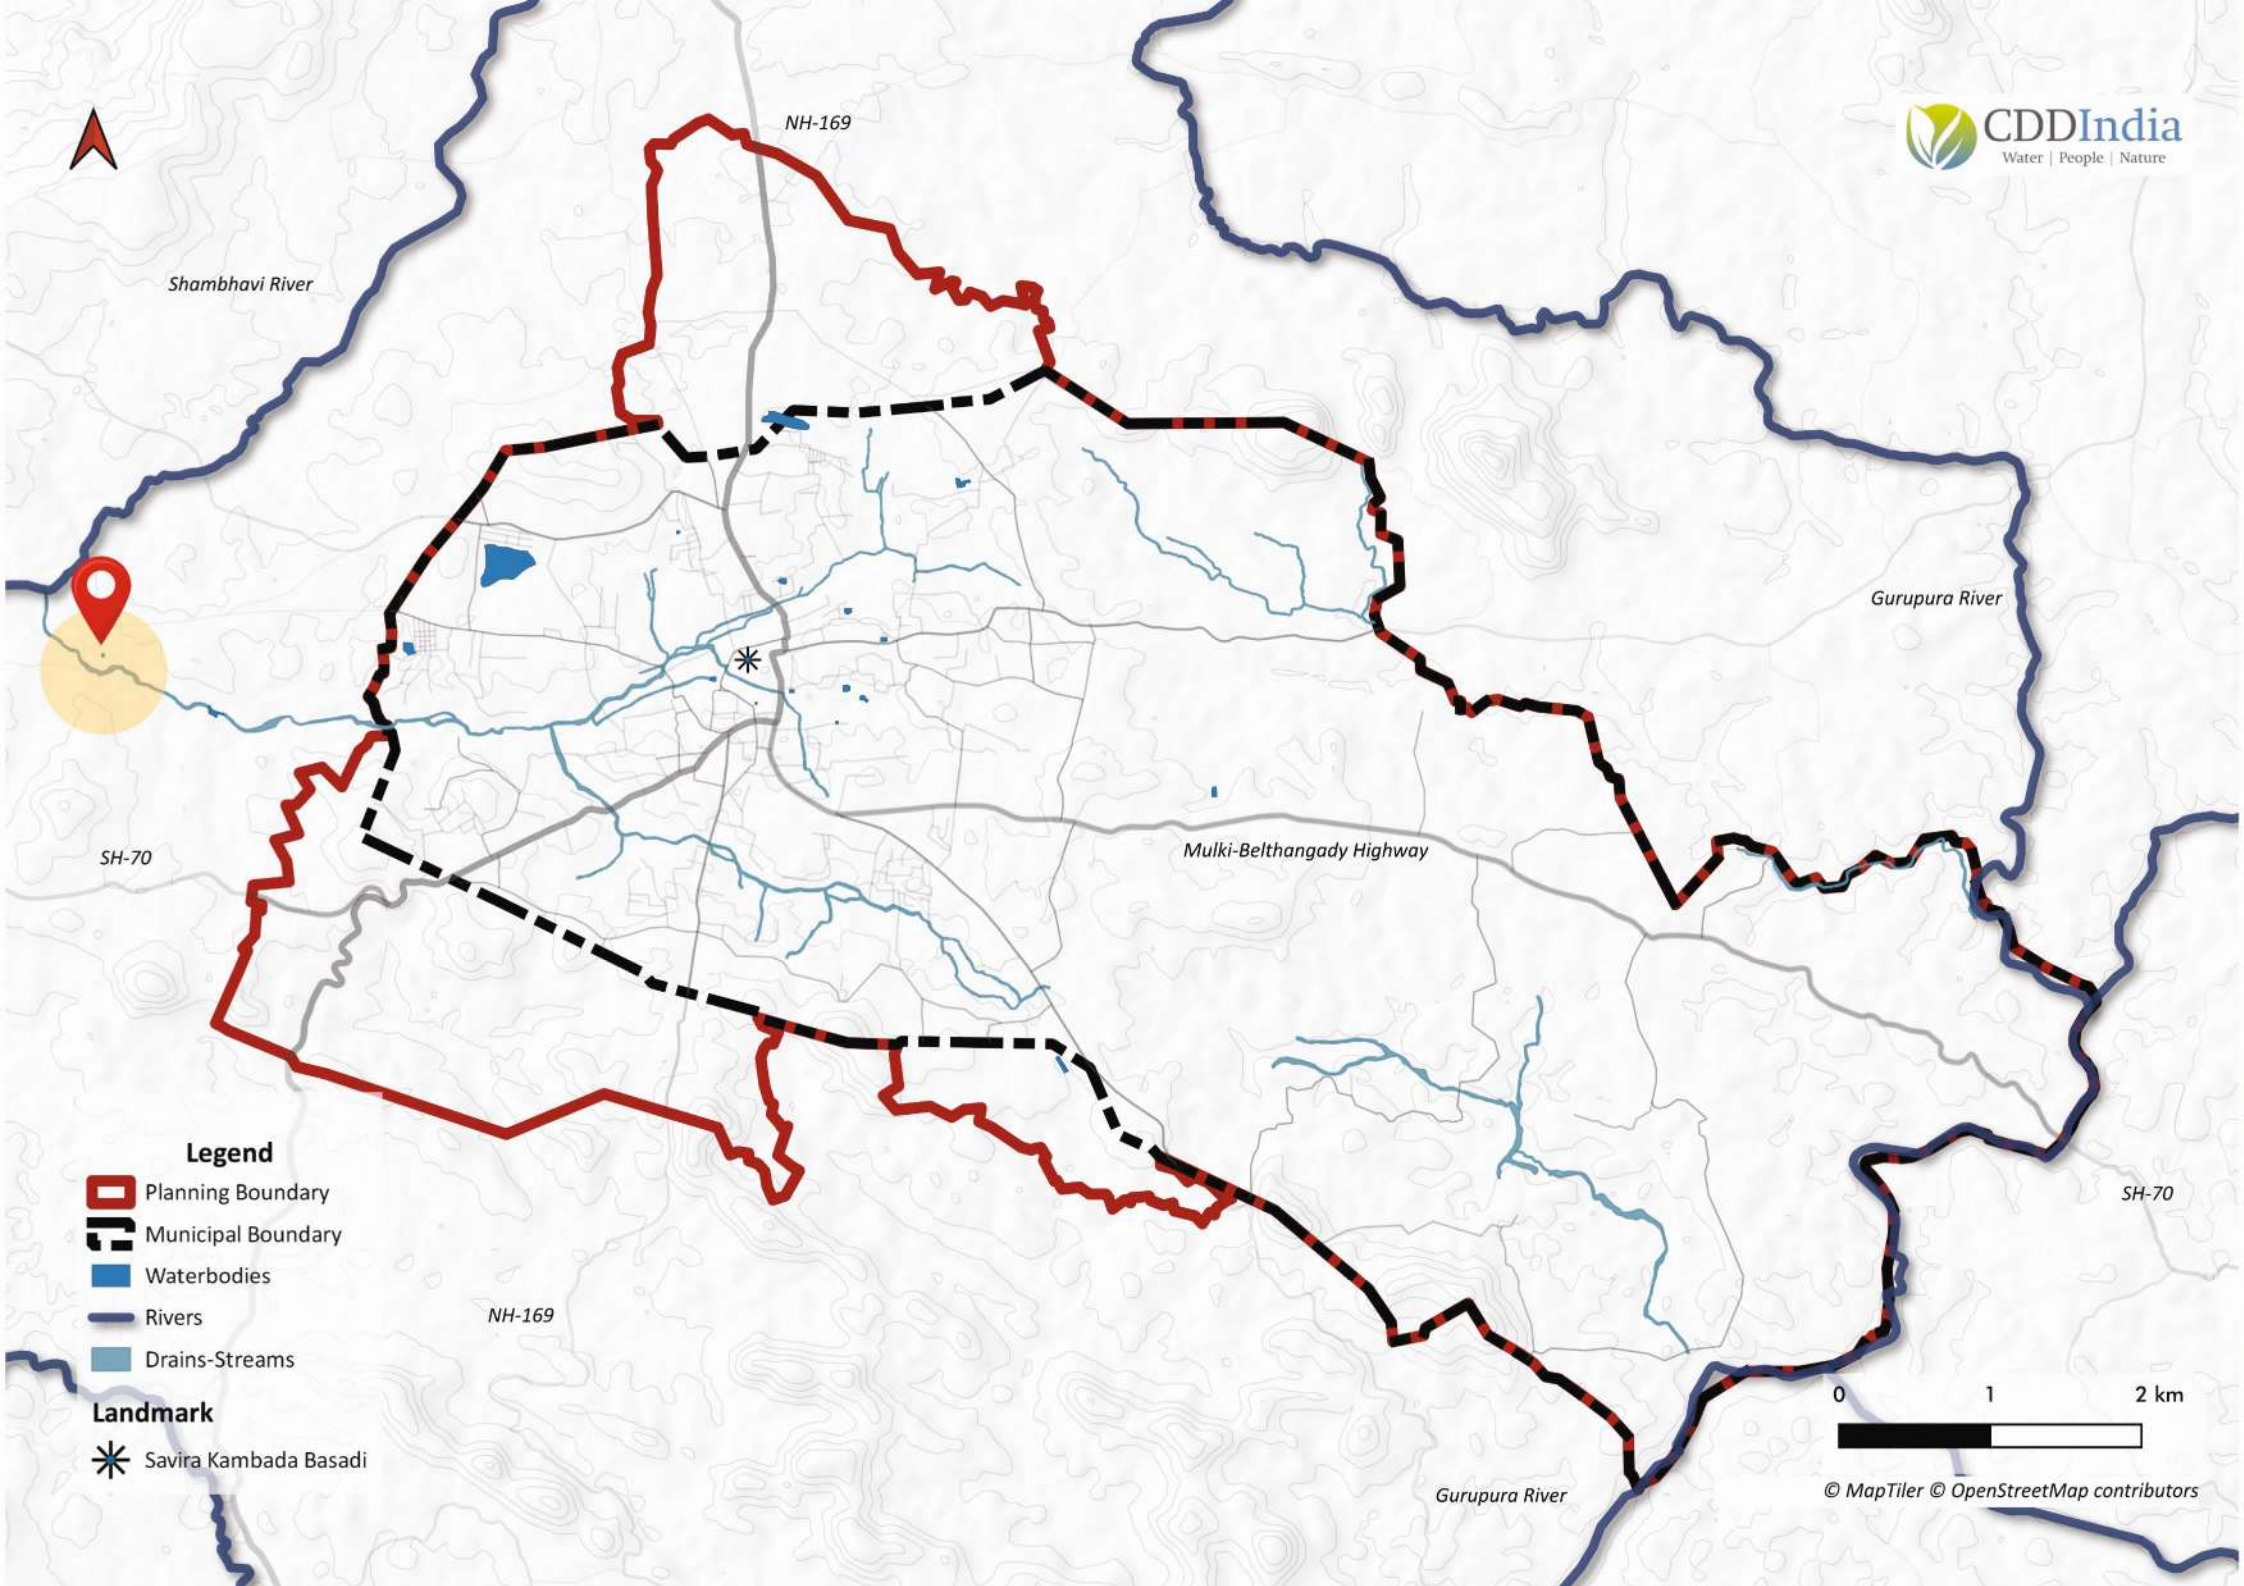 NH-169
CDDIndia
Water | People | Nature
Shambhavi River
Gurupura River
SH-70
Mulki-Belthangady Highway
Legend
Planning Boundary
Municipal Boundary
Waterbodies
Rivers
Drains-Streams
Landmark
Savira Kambada Basadi
NH-169
SH-70
0 1 2 km
Gurupura River
© MapTiler © OpenStreetMap contributors